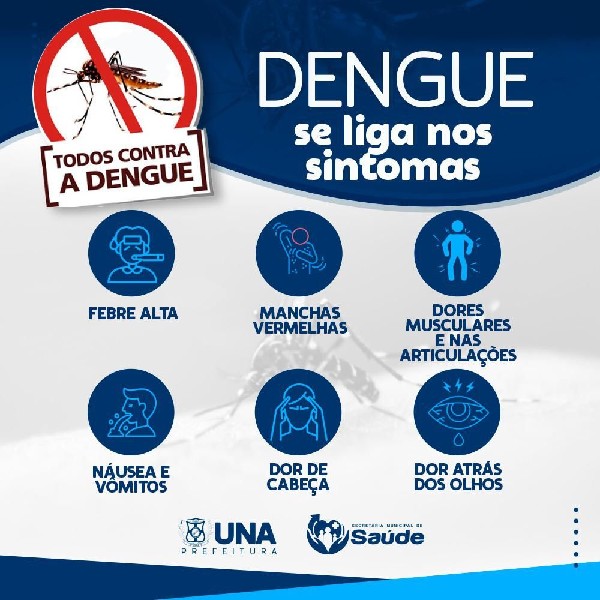 TODOS CONTRA
A DENGUE
DENGUE
se liga nos
sintomas
FEBRE ALTA
MANCHAS
VERMELHAS
DORES
MUSCULARES
E NAS
ARTICULAÇÕES
NÁUSEA E
VÔMITOS
DOR DE
CABEÇA
DOR ATRÁS
DOS OLHOS
UNA
PREFEITURA
SECRETARIA MUNICIPAL DE
Saúde